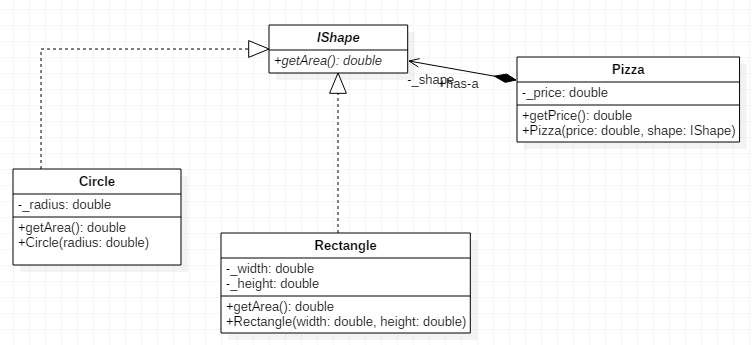 IShape
+getArea(): double
-_shape
+has-a
Pizza
-_price: double
+getPrice(): double
+Pizza(price: double, shape: IShape)
Circle
-_radius: double
+getArea(): double
+Circle(radius: double)
Rectangle
-_width: double
-_height: double
+getArea(): double
+Rectangle(width: double, height: double)